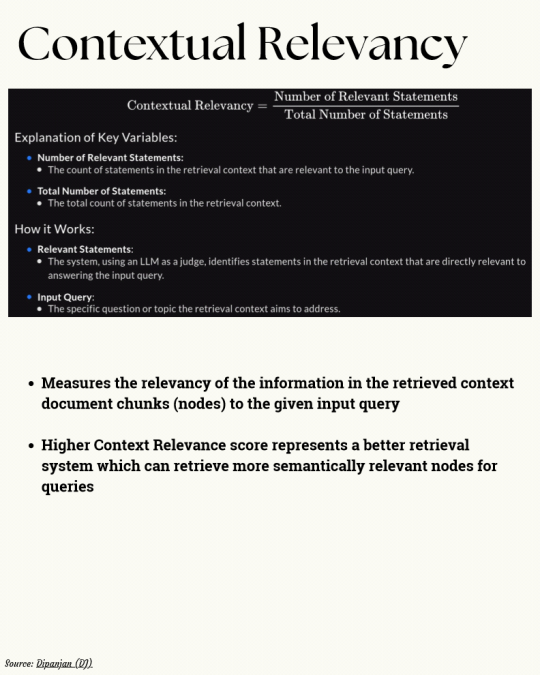 Contextual Relevancy
Contextual Relevancy = Number of Relevant Statements / Total Number of Statements
Explanation of Key Variables:
• Number of Relevant Statements:
• The count of statements in the retrieval context that are relevant to the input query.
• Total Number of Statements:
• The total count of statements in the retrieval context.
How it Works:
• Relevant Statements:
• The system, using an LLM as a judge, identifies statements in the retrieval context that are directly relevant to
answering the input query.
• Input Query:
• The specific question or topic the retrieval context aims to address.
• Measures the relevancy of the information in the retrieved context
document chunks (nodes) to the given input query
• Higher Context Relevance score represents a better retrieval
system which can retrieve more semantically relevant nodes for
queries
Source: Dipanjan (DJ)